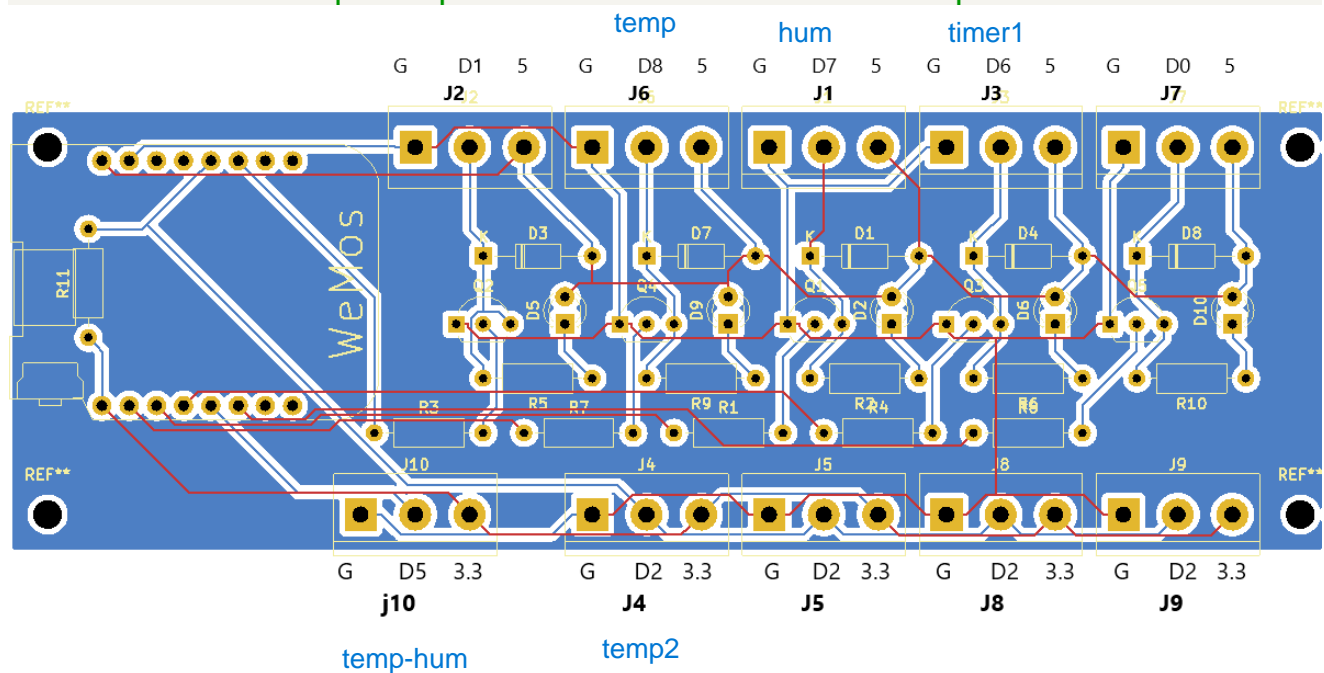 temp hum timer1
G D1 5 G D8 5 G D7 5 G D6 5 G D0 5
J2 J6 J1 J3 J7
REF** REF**
K D3 K D7 K D1 K D4 K D8
R11 WeMos Q2 D5 Q4 D9 D2 D6 D10
R3 R5 R7 R9 R1 R2 R4 R6 R10
REF** J10 J4 J5 J8 J9 REF**
G D5 3.3 G D2 3.3 G D2 3.3 G D2 3.3 G D2 3.3
j10 J4 J5 J8 J9
temp-hum temp2